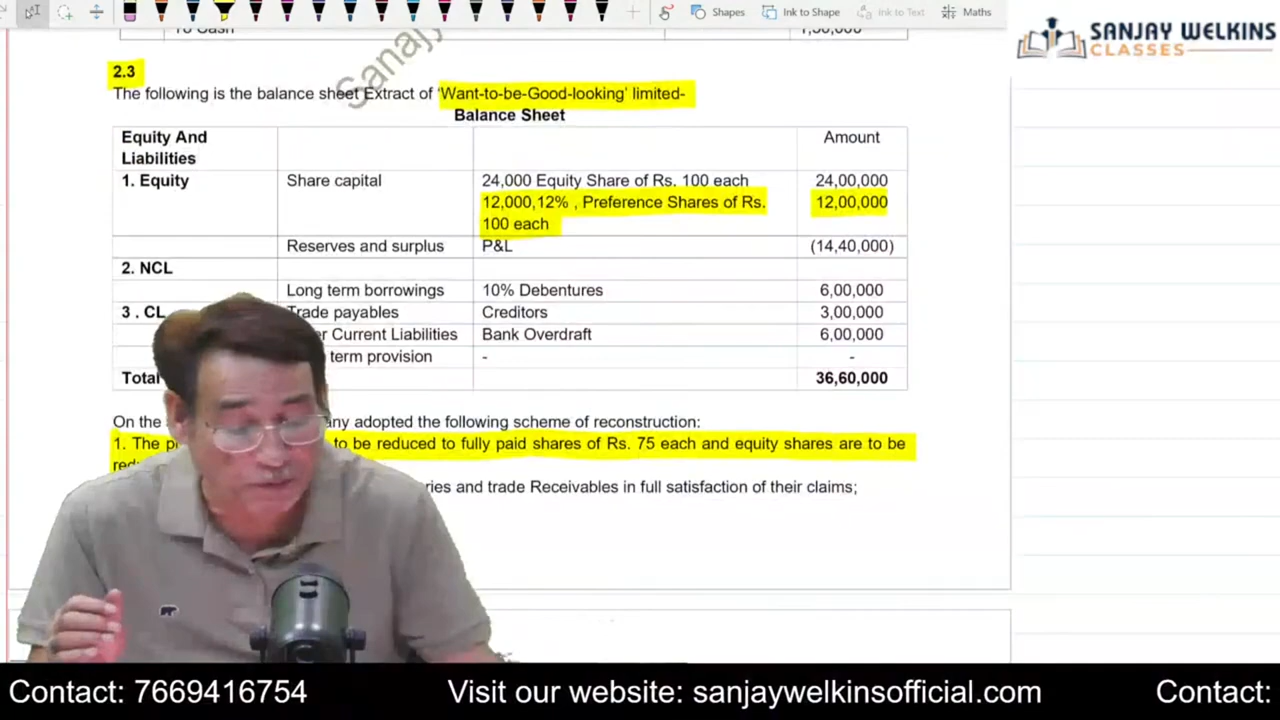 Shapes
Ink to Shape
Ink to Text
Maths
SANJAY WELKINS
CLASSES
To Cash
Sanjay
2.3
The following is the balance sheet Extract of 'Want-to-be-Good-looking' limited-
Balance Sheet
Equity And Liabilities Amount
1. Equity Share capital 24,000 Equity Share of Rs. 100 each 24,00,000
12,000,12% , Preference Shares of Rs. 12,00,000
100 each
Reserves and surplus P&L (14,40,000)
2. NCL
Long term borrowings 10% Debentures 6,00,000
3 . CL Trade payables Creditors 3,00,000
Current Liabilities Bank Overdraft 6,00,000
term provision - -
Total 36,60,000
On the adopted the following scheme of reconstruction:
1. The to be reduced to fully paid shares of Rs. 75 each and equity shares are to be
and trade Receivables in full satisfaction of their claims;
Contact: 7669416754 Visit our website: sanjaywelkinsofficial.com Contact: